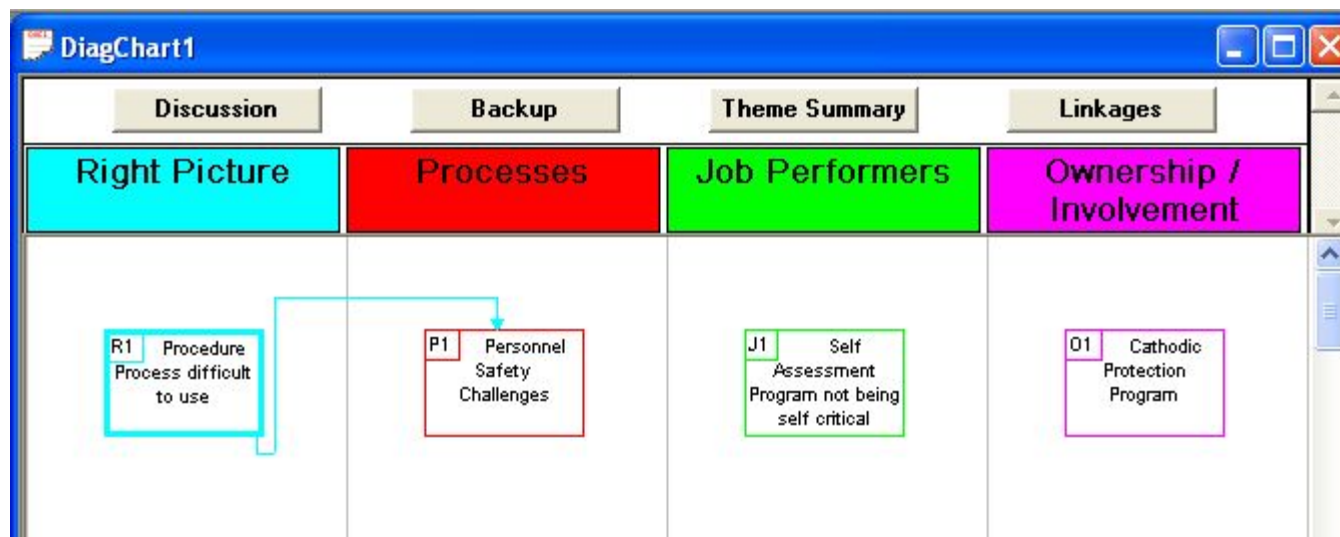 DiagChart1
Discussion
Backup
Theme Summary
Linkages
Right Picture
Processes
Job Performers
Ownership /
Involvement
R1 Procedure
Process difficult
to use
P1 Personnel
Safety
Challenges
J1 Self
Assessment
Program not being
self critical
O1 Cathodic
Protection
Program